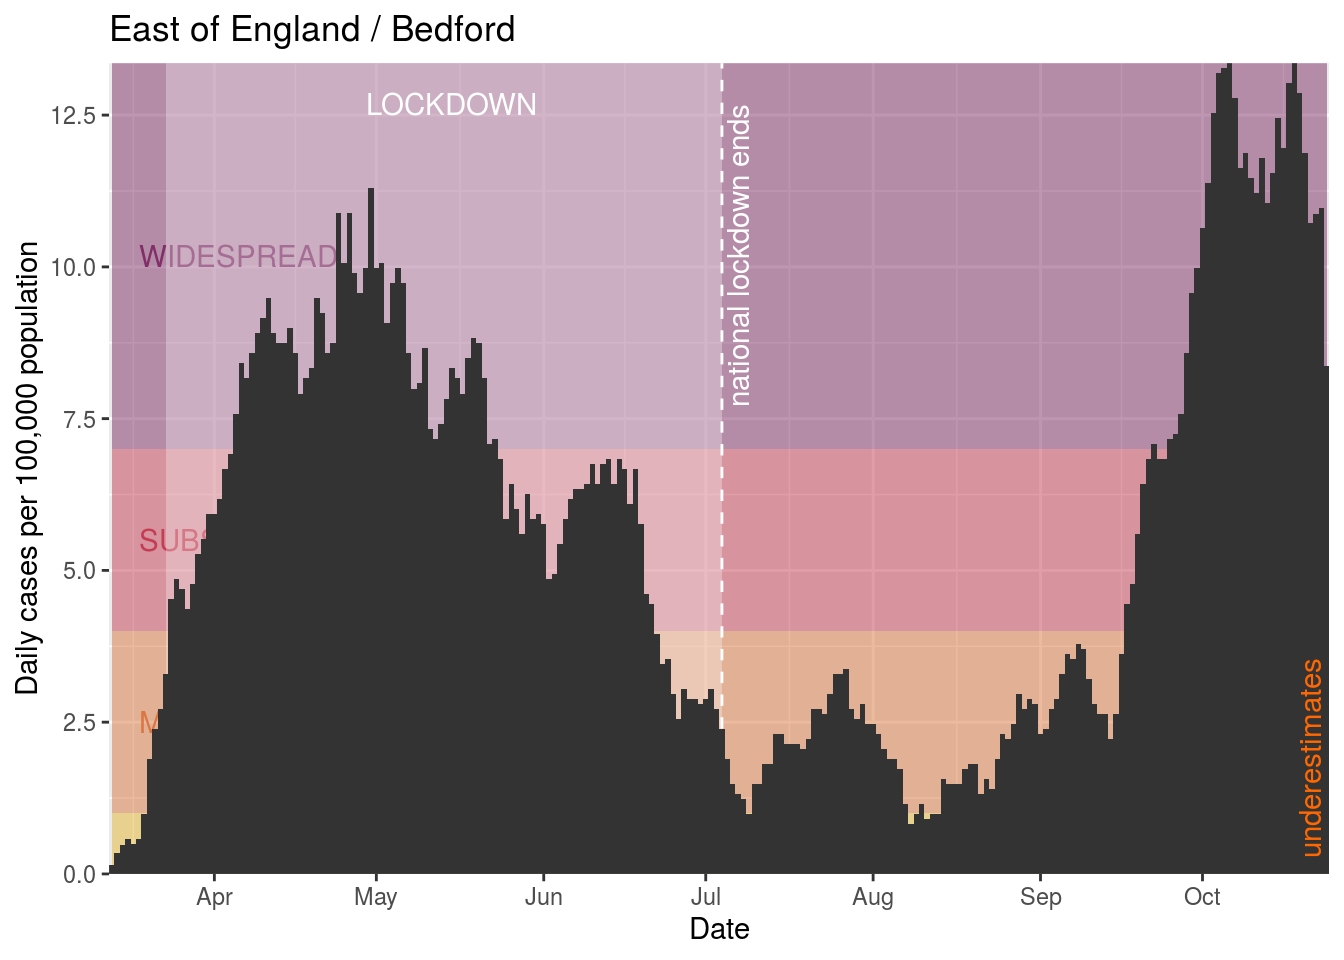 East of England / Bedford
LOCKDOWN
national lockdown ends
WIDESPREAD
SUBS
M
underestimates
Daily cases per 100,000 population
12.5
10.0
7.5
5.0
2.5
0.0
Apr May Jun Jul Aug Sep Oct
Date